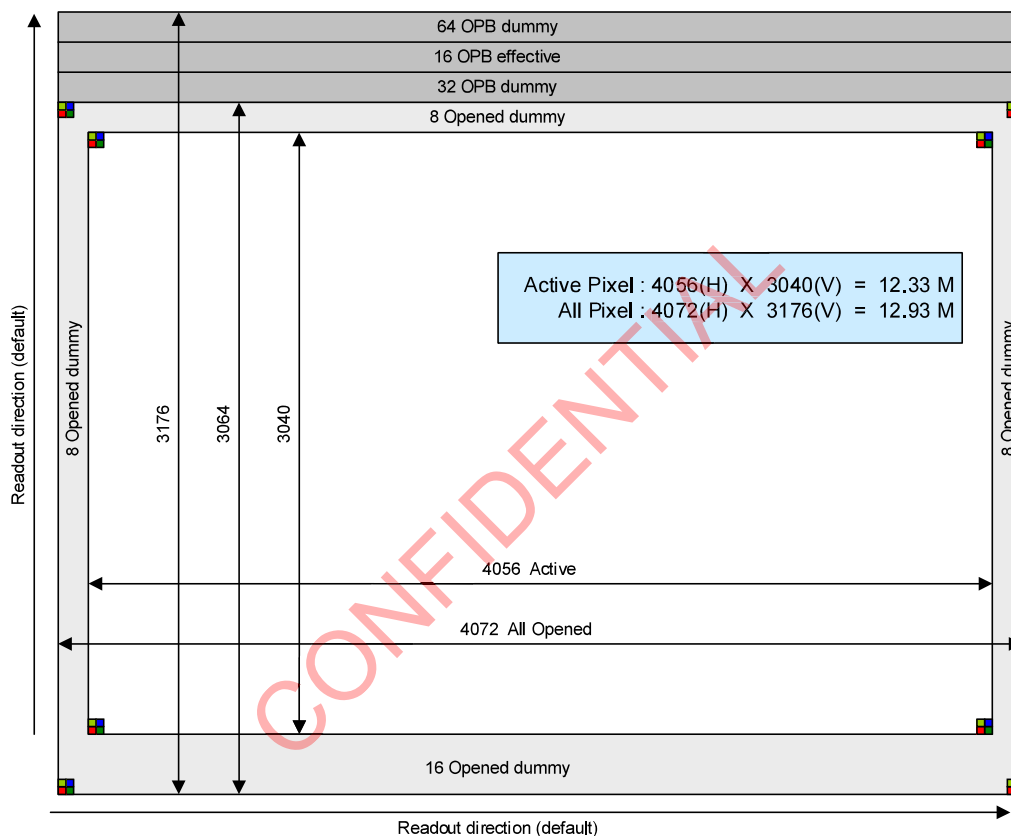 64 OPB dummy
16 OPB effective
32 OPB dummy
8 Opened dummy
Active Pixel : 4056(H) X 3040(V) = 12.33 M
All Pixel : 4072(H) X 3176(V) = 12.93 M
Readout direction (default)
8 Opened dummy
3176
3064
3040
8 Opened dummy
CONFIDENTIAL
4056 Active
4072 All Opened
16 Opened dummy
Readout direction (default)